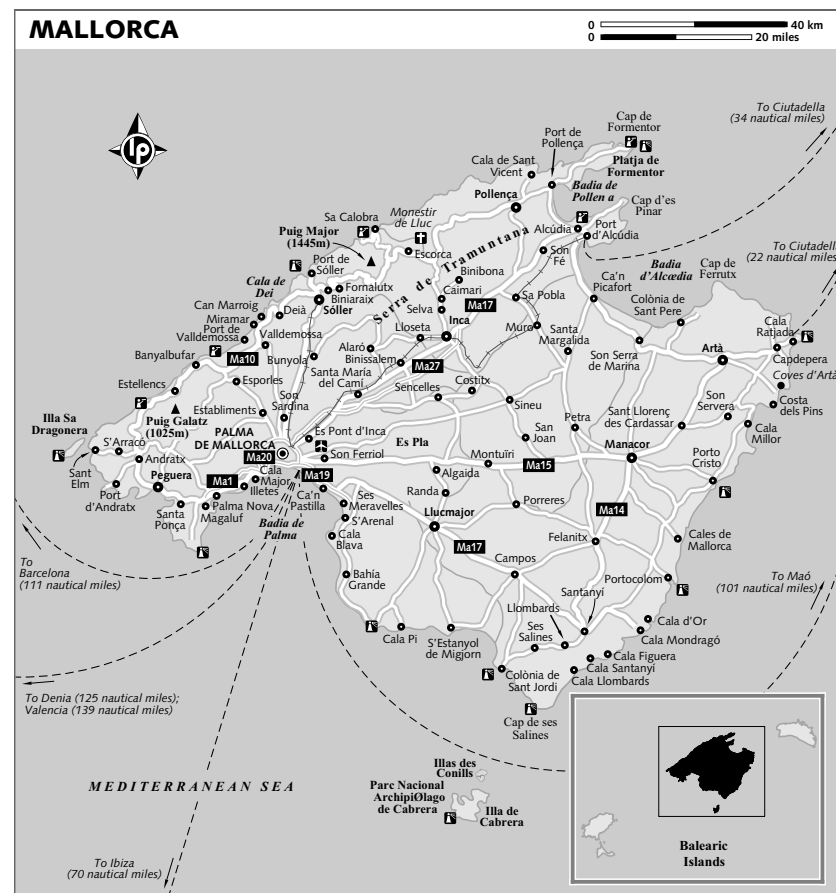 MALLORCA
0 40 km
0 20 miles
lp
To Ciutadella
(34 nautical miles)
Cap de
Formentor
Port de
Pollença
Platja de
Formentor
Cala de Sant
Vicent
Badia de
Pollen a
Pollença
Cap d'es
Pinar
Monestir
de Lluc
Sa Calobra
Alcúdia
Port
d'Alcúdia
To Ciutadella
(22 nautical miles)
Puig Major
(1445m)
Escorca
Son
Fé
Badia
d'Alcœdia
Cap de
Ferrutx
Port de
Sóller
Serra de Tramuntana
Binibona
Cala de
Dei
Fornalutx
Biniaraix
Caimari
Ca'n
Picafort
Can Marroig
Sóller
Selva
Ma17
Sa Pobla
Colònia de
Sant Pere
Miramar
Deià
Inca
Port de
Valldemossa
Valldemossa
Lloseta
Muro
Santa
Margalida
Cala
Ratjada
Alaró
Son Serra
de Marina
Artà
Banyalbufar
Ma10
Bunyola
Binissalem
Ma27
Capdepera
Santa María
del Camí
Costitx
Coves d'Artà
Estellencs
Esporles
Sencelles
Son
Servera
Son
Sardina
Sineu
Costa
dels Pins
Puig Galatz
(1025m)
Establiments
Petra
Sant Llorenç
des Cardassar
Illa Sa
Dragonera
Es Pont d'Inca
San
Joan
Cala
Millor
PALMA
DE MALLORCA
Es Pla
S'Arracó
Ma20
Son Ferriol
Montuïri
Manacor
Andratx
Ma15
Porto
Cristo
Sant
Elm
Peguera
Ma1
Cala
Major
Ma19
Algaida
Port
d'Andratx
Illetes
Ca'n
Pastilla
Ses
Meravelles
Randa
Palma Nova
Porreres
Ma14
Santa
Ponça
Magaluf
S'Arenal
Llucmajor
Badia de
Palma
Cala
Blava
Ma17
Felanitx
Cales de
Mallorca
To
Barcelona
(111 nautical miles)
Campos
To Maó
(101 nautical miles)
Bahía
Grande
Portocolom
Santanyí
Llombards
Cala d'Or
Ses
Salines
Cala Mondragó
Cala Pi
S'Estanyol
de Migjorn
Cala Figuera
Cala Santanyí
Cala Llombards
Colònia de
Sant Jordi
To Denia (125 nautical miles);
Valencia (139 nautical miles)
Cap de ses
Salines
Illas des
Conills
MEDITERRANEAN SEA
Parc Nacional
ArchipiØlago
de Cabrera
Illa de
Cabrera
Balearic
Islands
To Ibiza
(70 nautical miles)